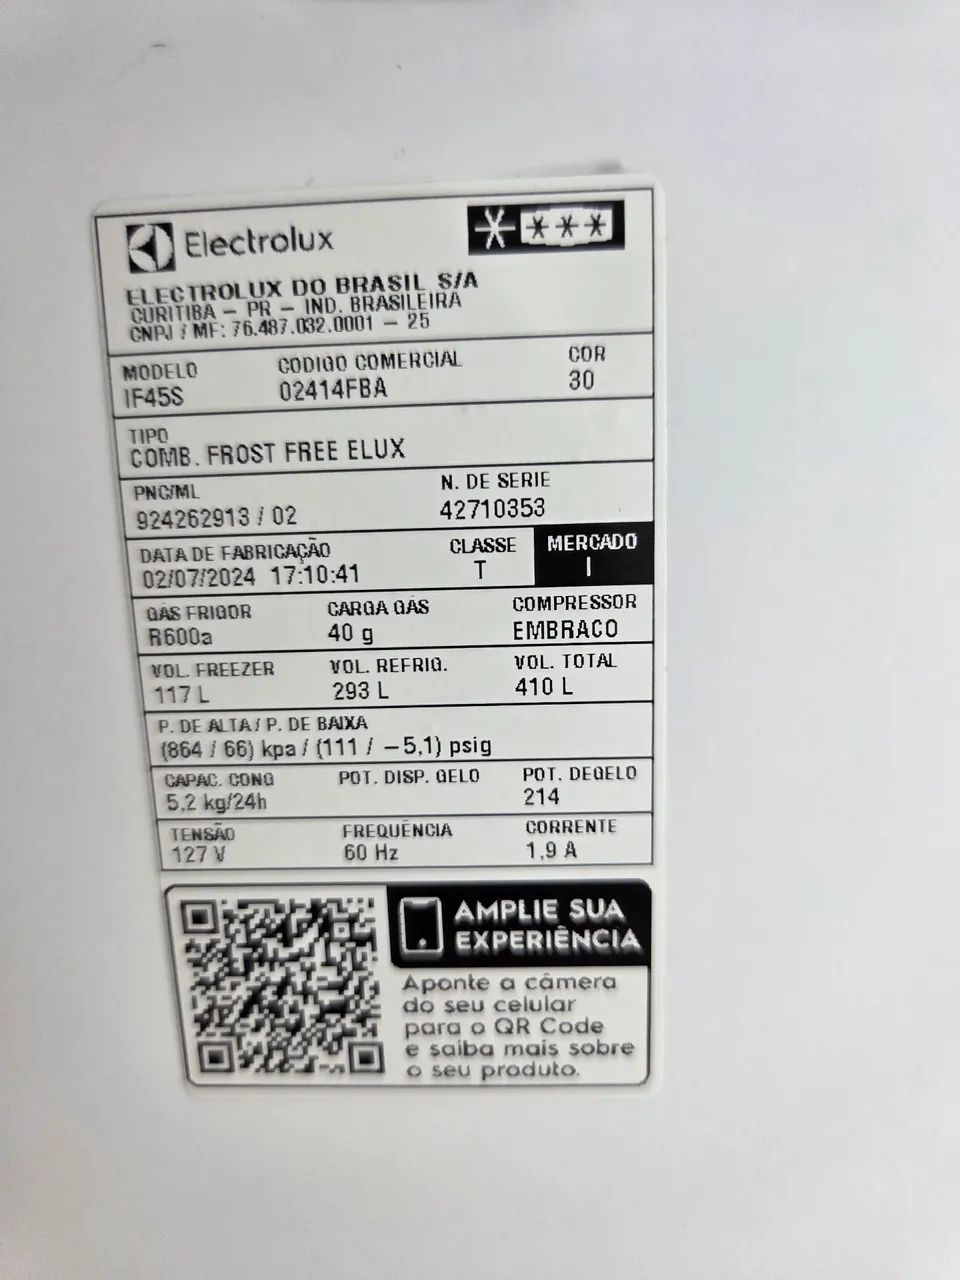 Electrolux
ELECTROLUX DO BRASIL S/A
CURITIBA – PR – IND. BRASILEIRA
CNPJ / MF: 76.487.032.0001 – 25
MODELO CODIGO COMERCIAL COR
IF45S 02414FBA 30
TIPO
COMB. FROST FREE ELUX
PNC/ML N. DE SERIE
924262913 / 02 42710353
DATA DE FABRICAÇÃO CLASSE MERCADO
02/07/2024 17:10:41 T I
GÁS FRIGOR CARGA GÁS COMPRESSOR
R600a 40 g EMBRACO
VOL. FREEZER VOL. REFRIG. VOL. TOTAL
117 L 293 L 410 L
P. DE ALTA / P. DE BAIXA
(864 / 66) kpa / (111 / –5,1) psig
CAPAC. CONG POT. DISP. GELO POT. DEGELO
5,2 kg/24h 214
TENSÃO FREQUÊNCIA CORRENTE
127 V 60 Hz 1,9 A
AMPLIE SUA
EXPERIÊNCIA
Aponte a câmera
do seu celular
para o QR Code
e saiba mais sobre
o seu produto.